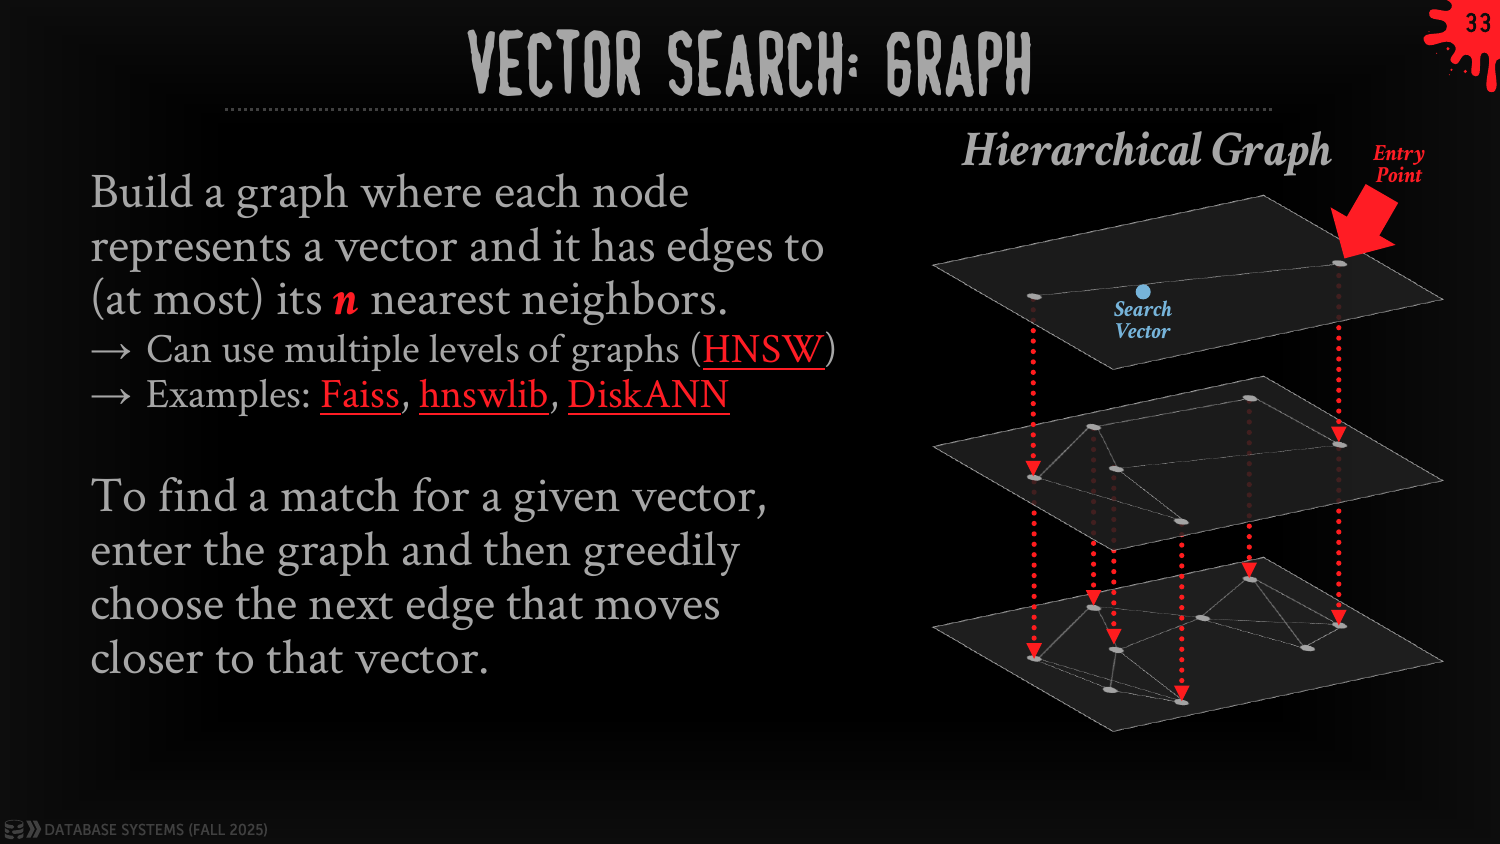 33
VECTOR SEARCH: GRAPH
Build a graph where each node
represents a vector and it has edges to
(at most) its n nearest neighbors.
→ Can use multiple levels of graphs (HNSW)
→ Examples: Faiss, hnswlib, DiskANN
To find a match for a given vector,
enter the graph and then greedily
choose the next edge that moves
closer to that vector.
Hierarchical Graph
Entry
Point
Search
Vector
DATABASE SYSTEMS (FALL 2025)